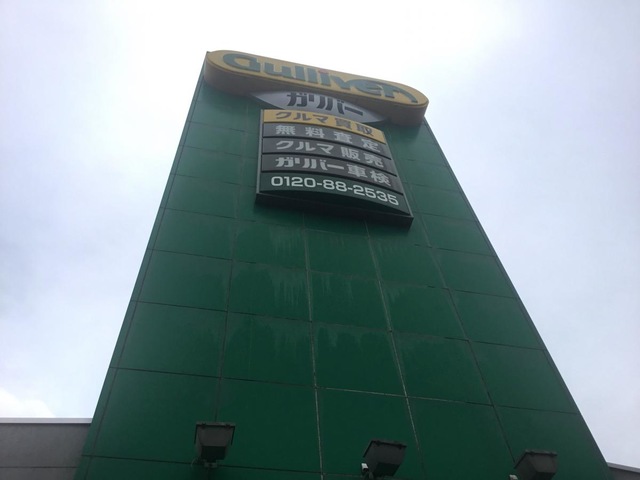 Gulliver
ガリバー
クルマ買取
無料査定
クルマ販売
ガリバー車検
0120-88-2535